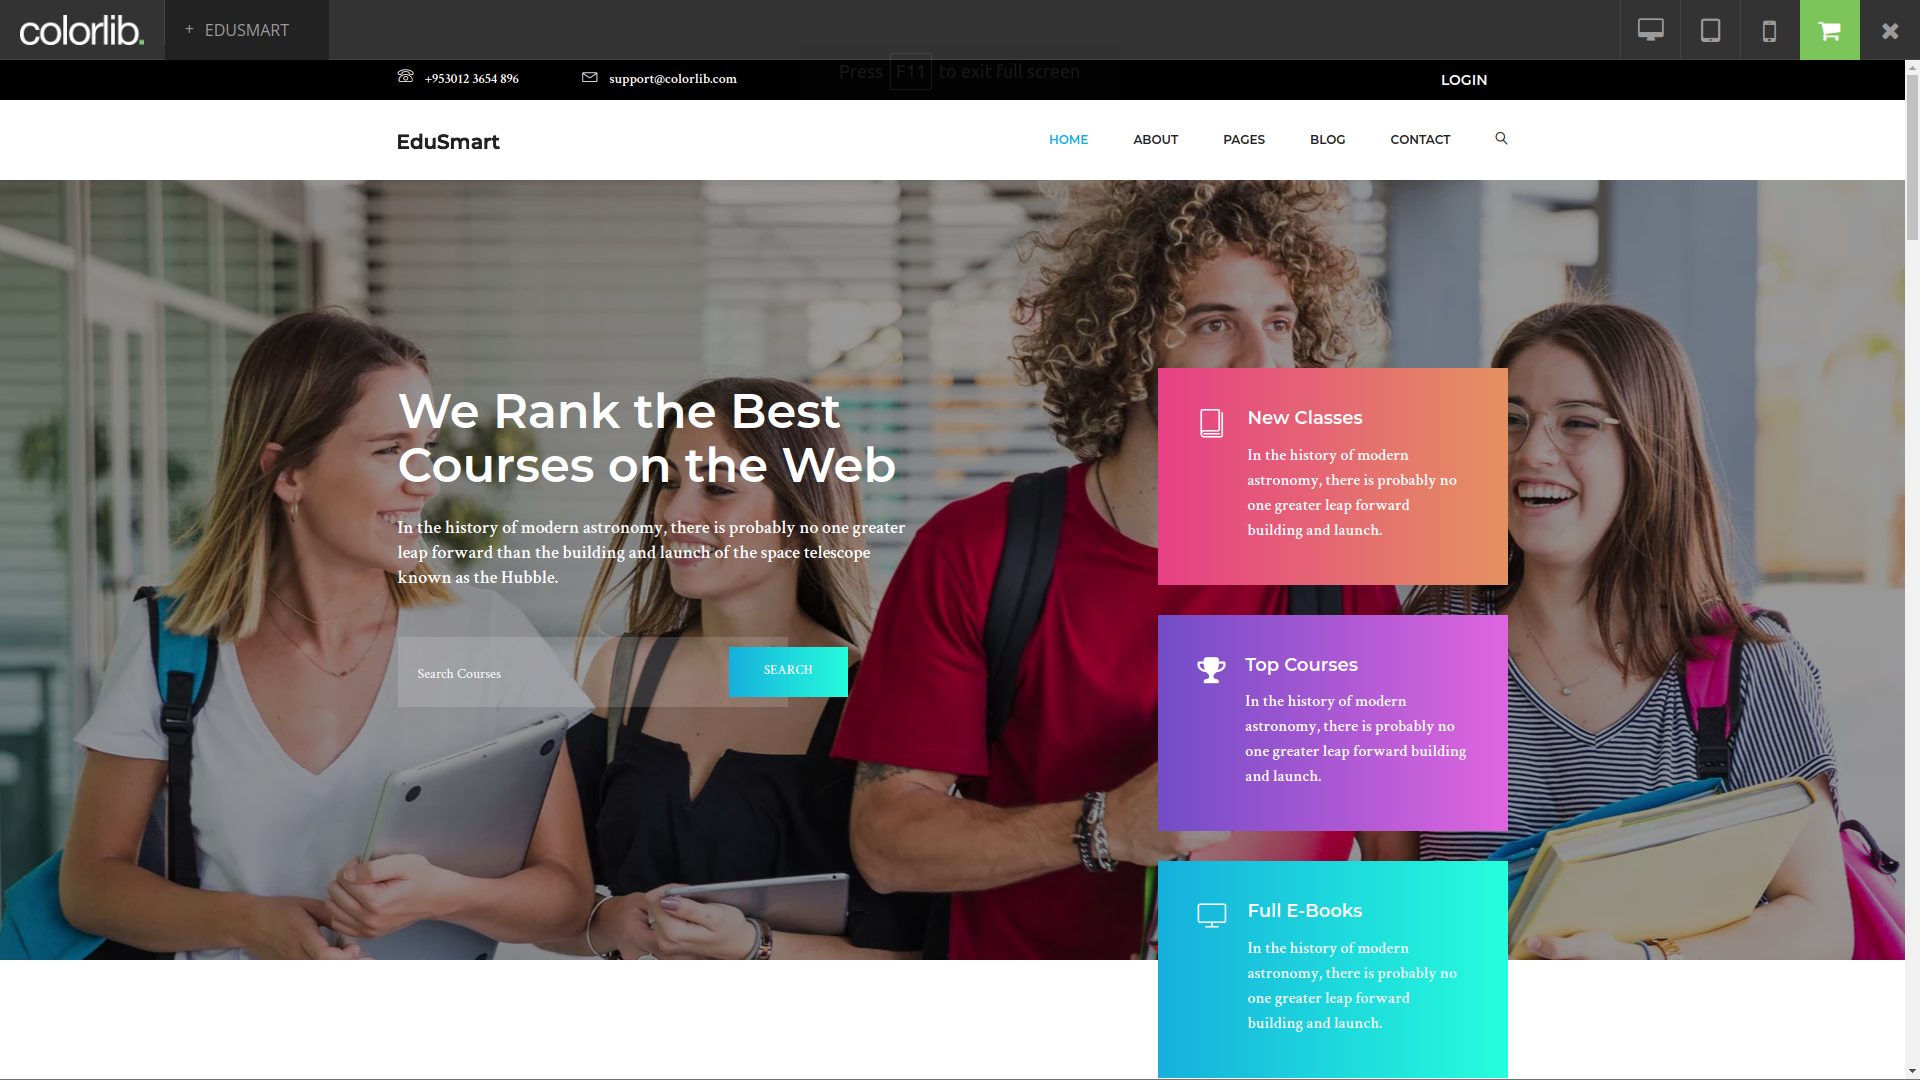 colorlib.
+ EDUSMART
+953012 3654 896
support@colorlib.com
Press F11 to exit full screen
LOGIN
EduSmart
HOME
ABOUT
PAGES
BLOG
CONTACT
We Rank the Best
Courses on the Web
In the history of modern astronomy, there is probably no one greater
leap forward than the building and launch of the space telescope
known as the Hubble.
Search Courses
SEARCH
New Classes
In the history of modern
astronomy, there is probably no
one greater leap forward
building and launch.
Top Courses
In the history of modern
astronomy, there is probably no
one greater leap forward building
and launch.
Full E-Books
In the history of modern
astronomy, there is probably no
one greater leap forward
building and launch.